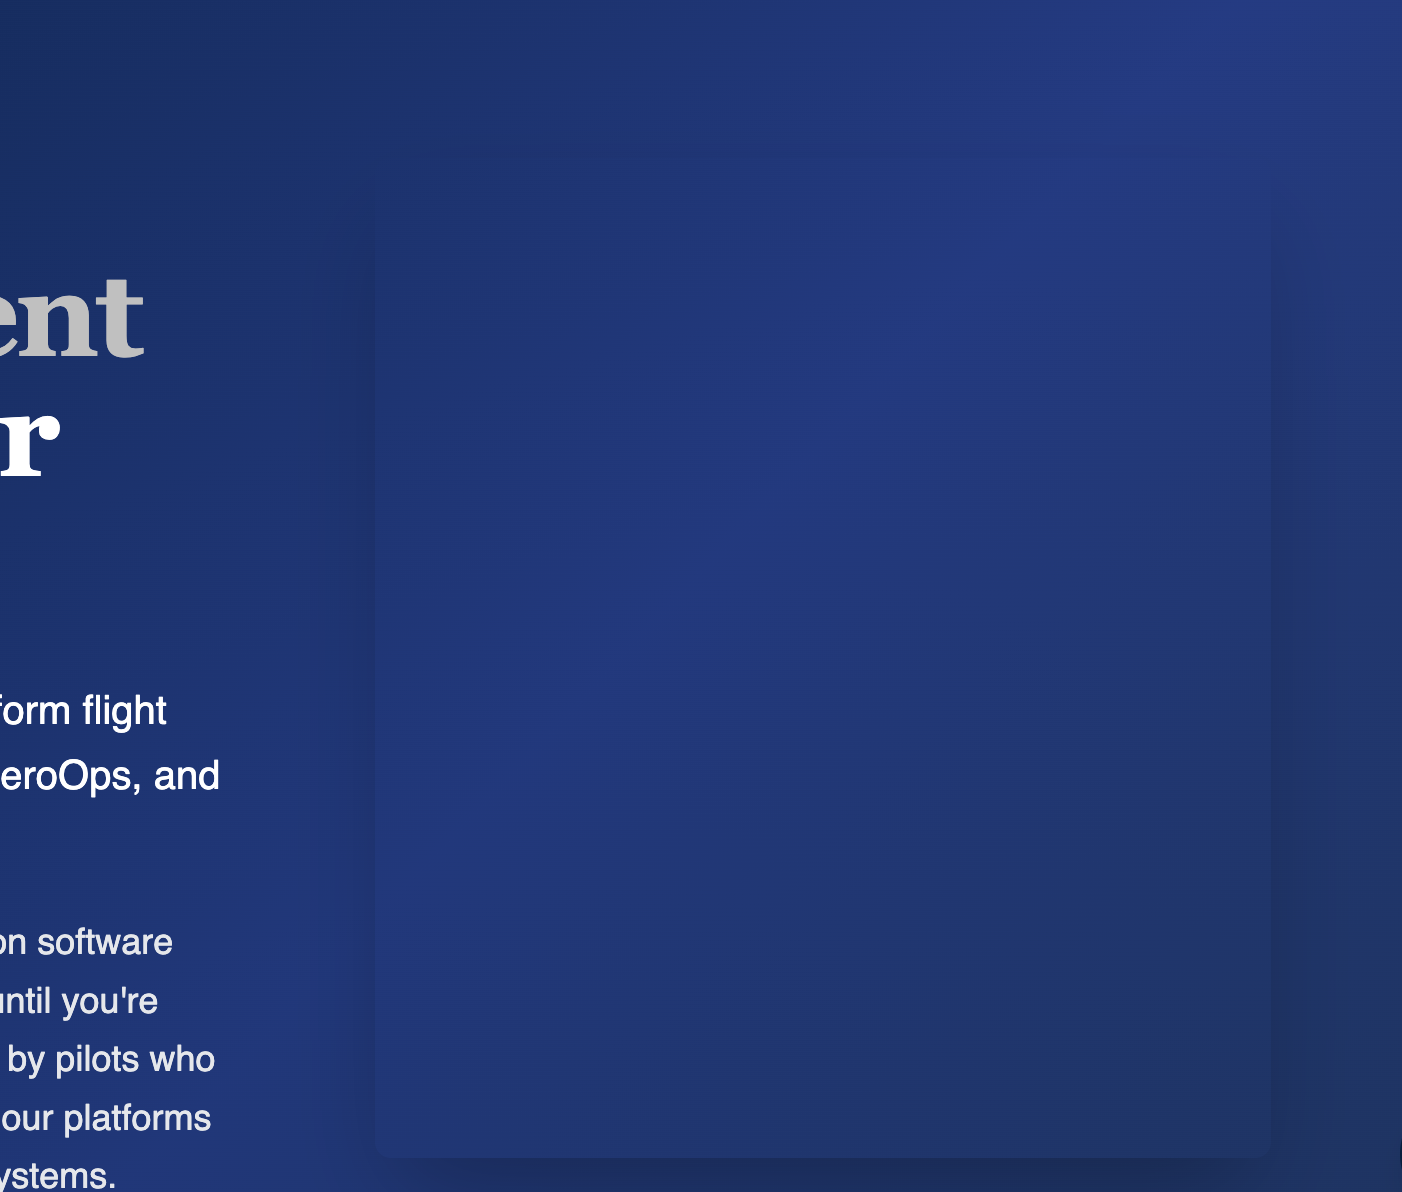 ent
r
form flight
eroOps, and
on software
until you're
by pilots who
our platforms
ystems.